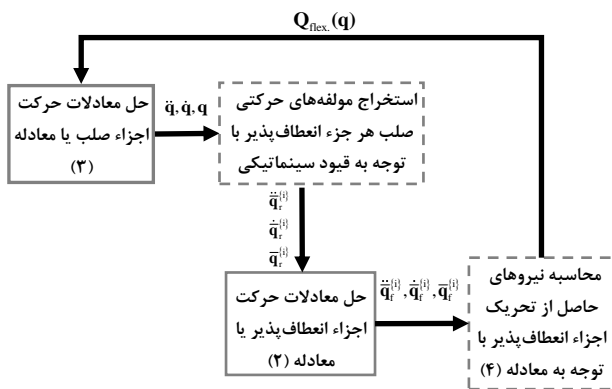 Q_flex.(q)
حل معادلات حرکت
اجزاء صلب یا معادله
(۳)
q̈, q̇, q
استخراج مولفه‌های حرکتی
صلب هر جزء انعطاف‌پذیر با
توجه به قیود سینماتیکی
q̄̈_r^{i}
q̄̇_r^{i}
q̄_r^{i}
حل معادلات حرکت
اجزاء انعطاف‌پذیر یا
معادله (۲)
q̄̈_f^{i}, q̄̇_f^{i}, q̄_f^{i}
محاسبه نیروهای
حاصل از تحریک
اجزاء انعطاف‌پذیر با
توجه به معادله (۴)